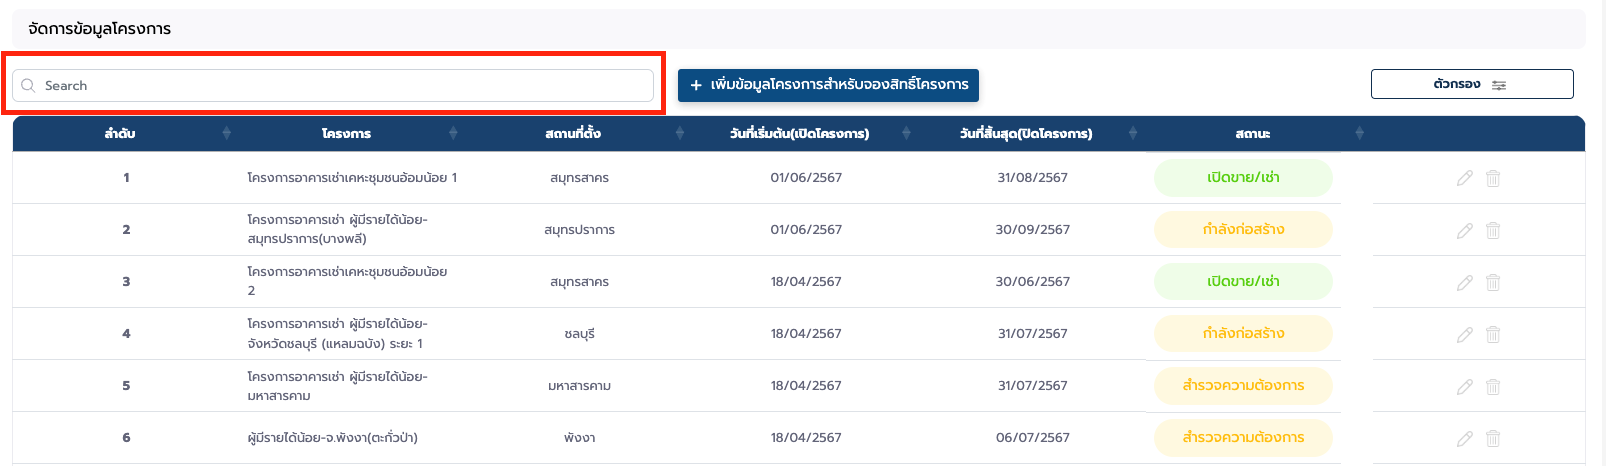 จัดการข้อมูลโครงการ
Search
+ เพิ่มข้อมูลโครงการสำหรับจองสิทธิ์โครงการ
ตัวกรอง
ลำดับ โครงการ สถานที่ตั้ง วันที่เริ่มต้น(เปิดโครงการ) วันที่สิ้นสุด(ปิดโครงการ) สถานะ
1 โครงการอาคารเช่าเคหะชุมชนอ้อมน้อย 1 สมุทรสาคร 01/06/2567 31/08/2567 เปิดขาย/เช่า
โครงการอาคารเช่า ผู้มีรายได้น้อย-
2 สมุทรปราการ(บางพลี) สมุทรปราการ 01/06/2567 30/09/2567 กำลังก่อสร้าง
โครงการอาคารเช่าเคหะชุมชนอ้อมน้อย
3 2 สมุทรสาคร 18/04/2567 30/06/2567 เปิดขาย/เช่า
โครงการอาคารเช่า ผู้มีรายได้น้อย-
4 จังหวัดชลบุรี (แหลมฉบัง) ระยะ 1 ชลบุรี 18/04/2567 31/07/2567 กำลังก่อสร้าง
โครงการอาคารเช่า ผู้มีรายได้น้อย-
5 มหาสารคาม มหาสารคาม 18/04/2567 31/07/2567 สำรวจความต้องการ
6 ผู้มีรายได้น้อย-จ.พังงา(ตะกั่วป่า) พังงา 18/04/2567 06/07/2567 สำรวจความต้องการ